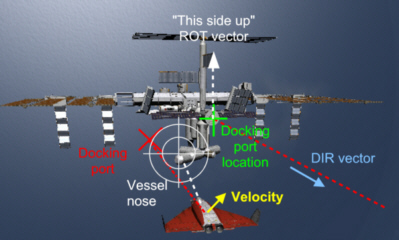 "This side up"
ROT vector
Docking
port
location
Docking
port
DIR vector
Vessel
nose
Velocity